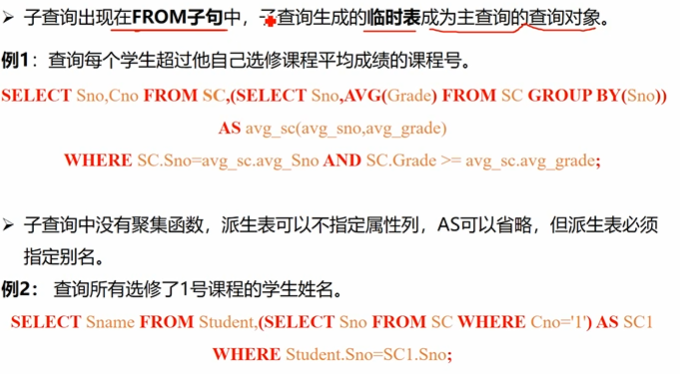 ➢ 子查询出现在FROM子句中，子查询生成的临时表成为主查询的查询对象。
例1：查询每个学生超过他自己选修课程平均成绩的课程号。
SELECT Sno,Cno FROM SC,(SELECT Sno,AVG(Grade) FROM SC GROUP BY(Sno))
AS avg_sc(avg_sno,avg_grade)
WHERE SC.Sno=avg_sc.avg_Sno AND SC.Grade >= avg_sc.avg_grade;
➢ 子查询中没有聚集函数，派生表可以不指定属性列，AS可以省略，但派生表必须
指定别名。
例2： 查询所有选修了1号课程的学生姓名。
SELECT Sname FROM Student,(SELECT Sno FROM SC WHERE Cno='1') AS SC1
WHERE Student.Sno=SC1.Sno;